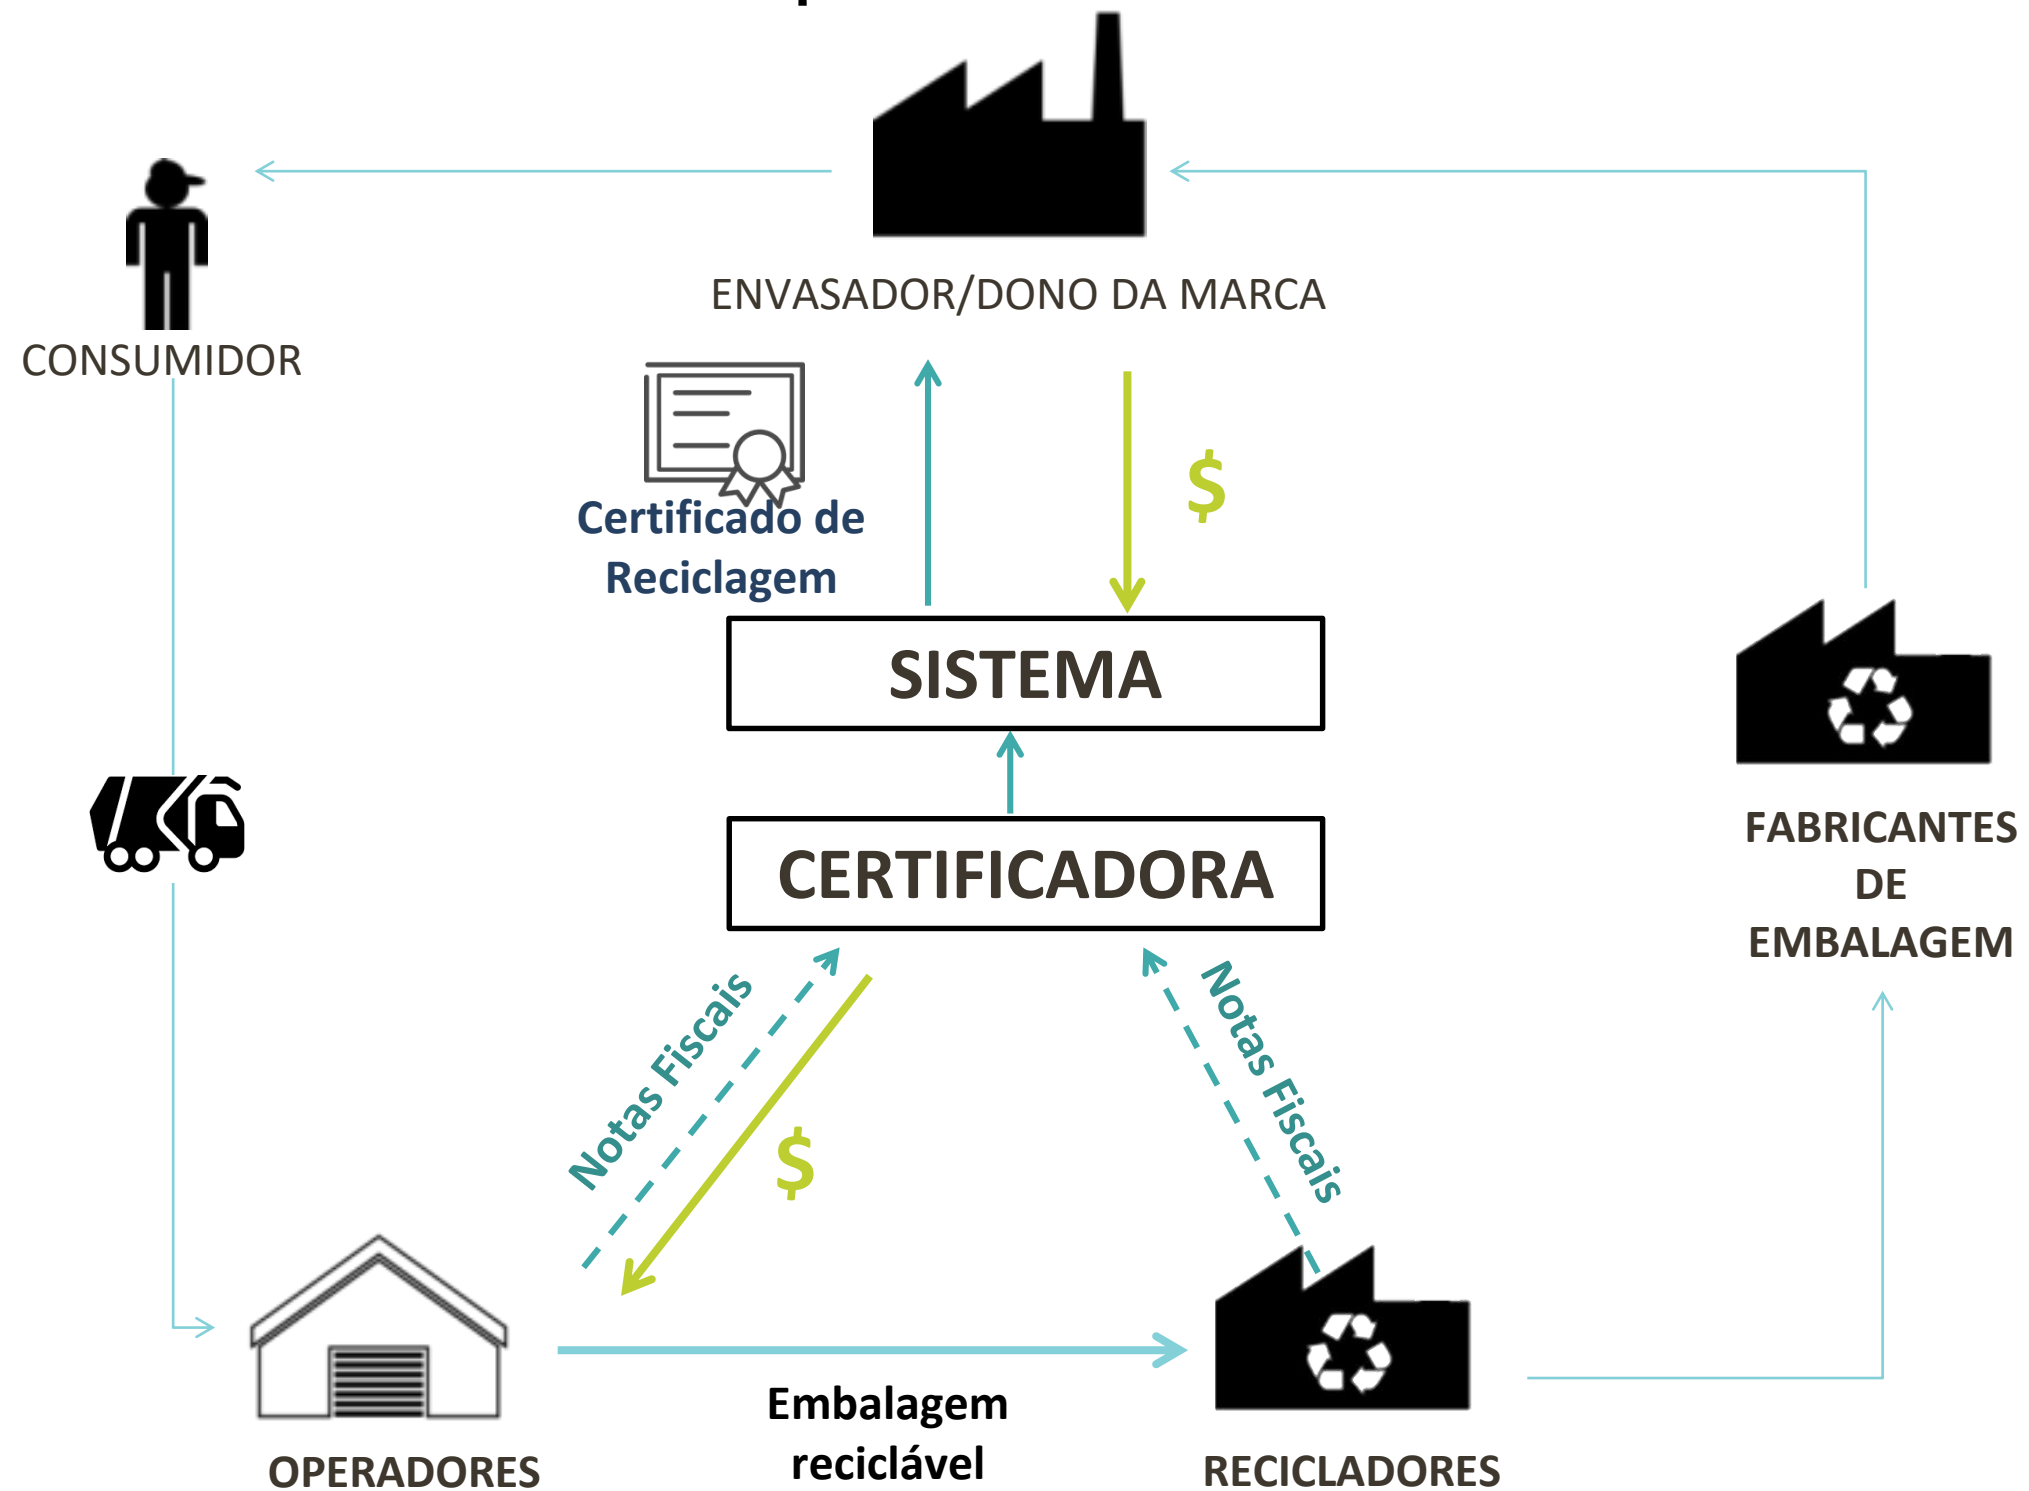 ENVASADOR/DONO DA MARCA
CONSUMIDOR
Certificado de
Reciclagem
$
SISTEMA
CERTIFICADORA
FABRICANTES
DE
EMBALAGEM
Notas Fiscais
$
Notas Fiscais
Embalagem
reciclável
OPERADORES
RECICLADORES